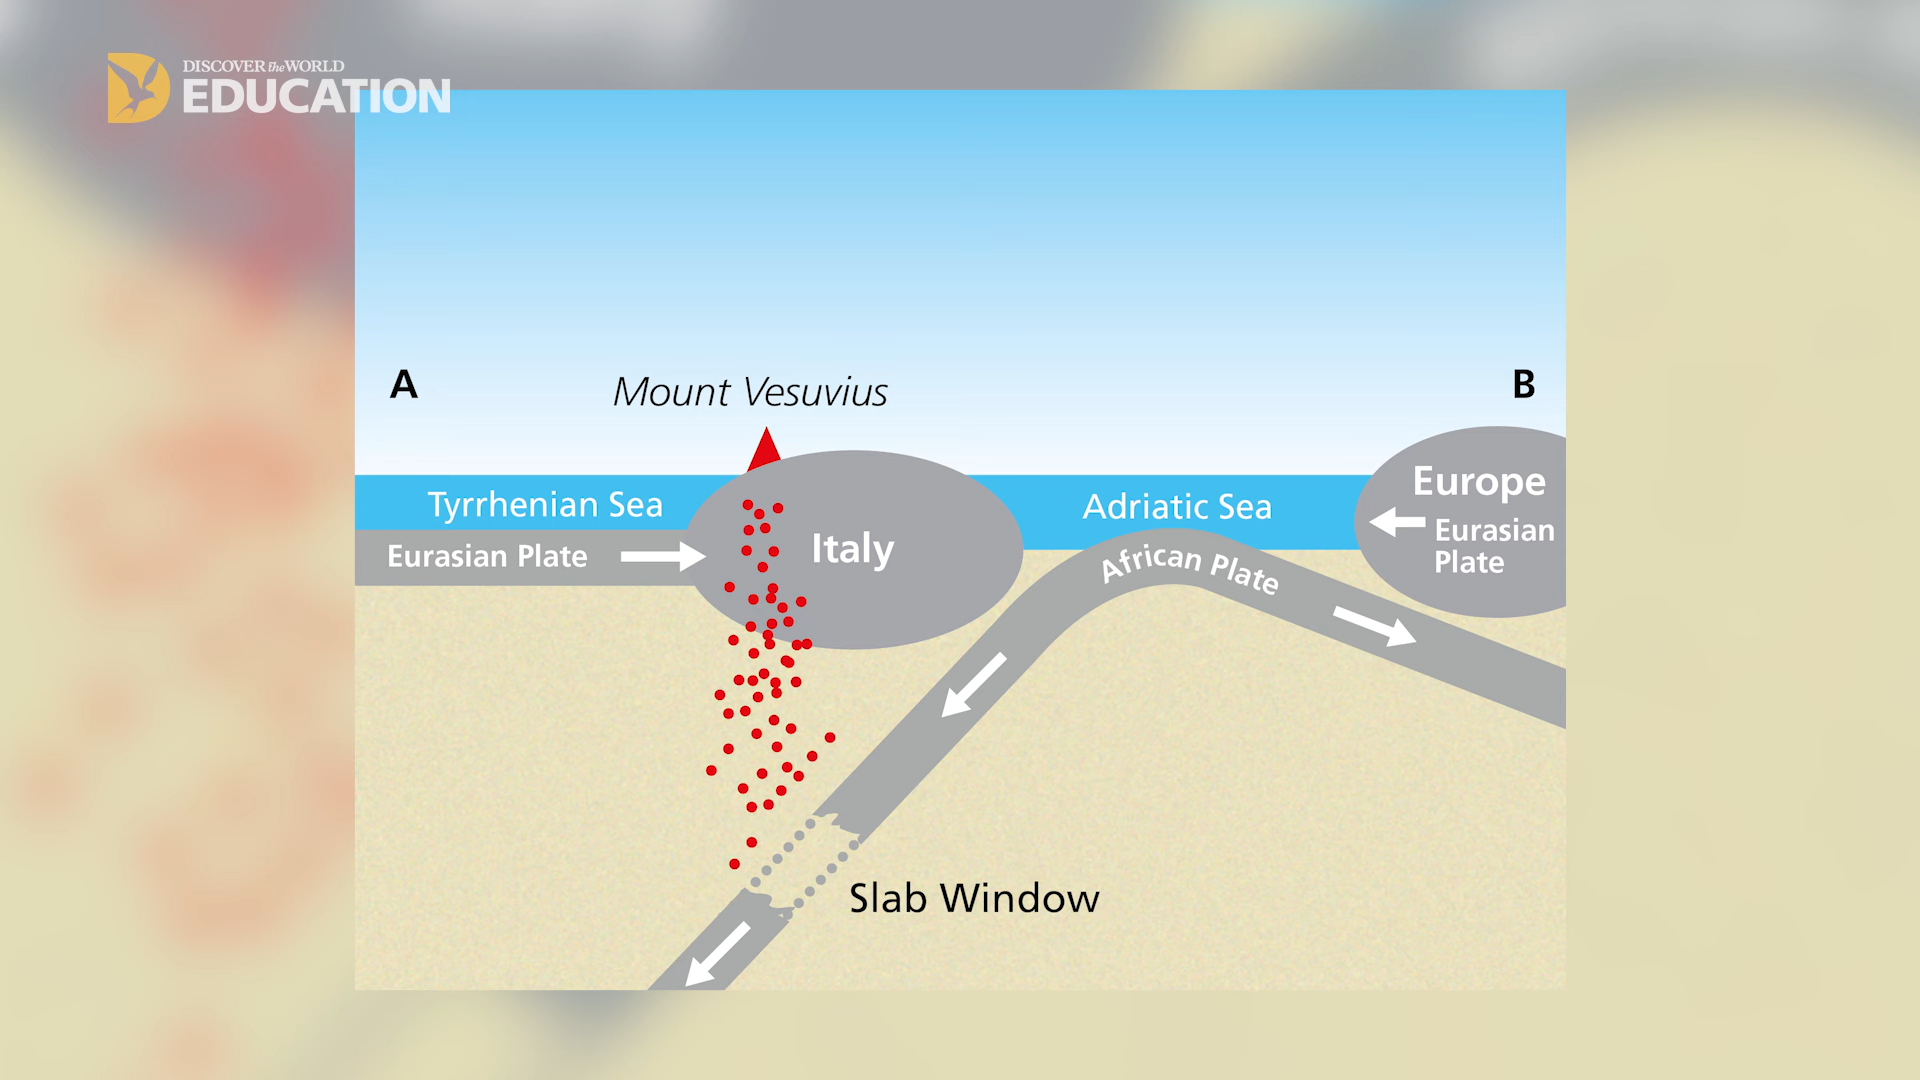 DISCOVER the WORLD
EDUCATION
A
Mount Vesuvius
B
Tyrrhenian Sea
Adriatic Sea
Europe
Eurasian Plate
Italy
African Plate
Eurasian
Plate
Slab Window